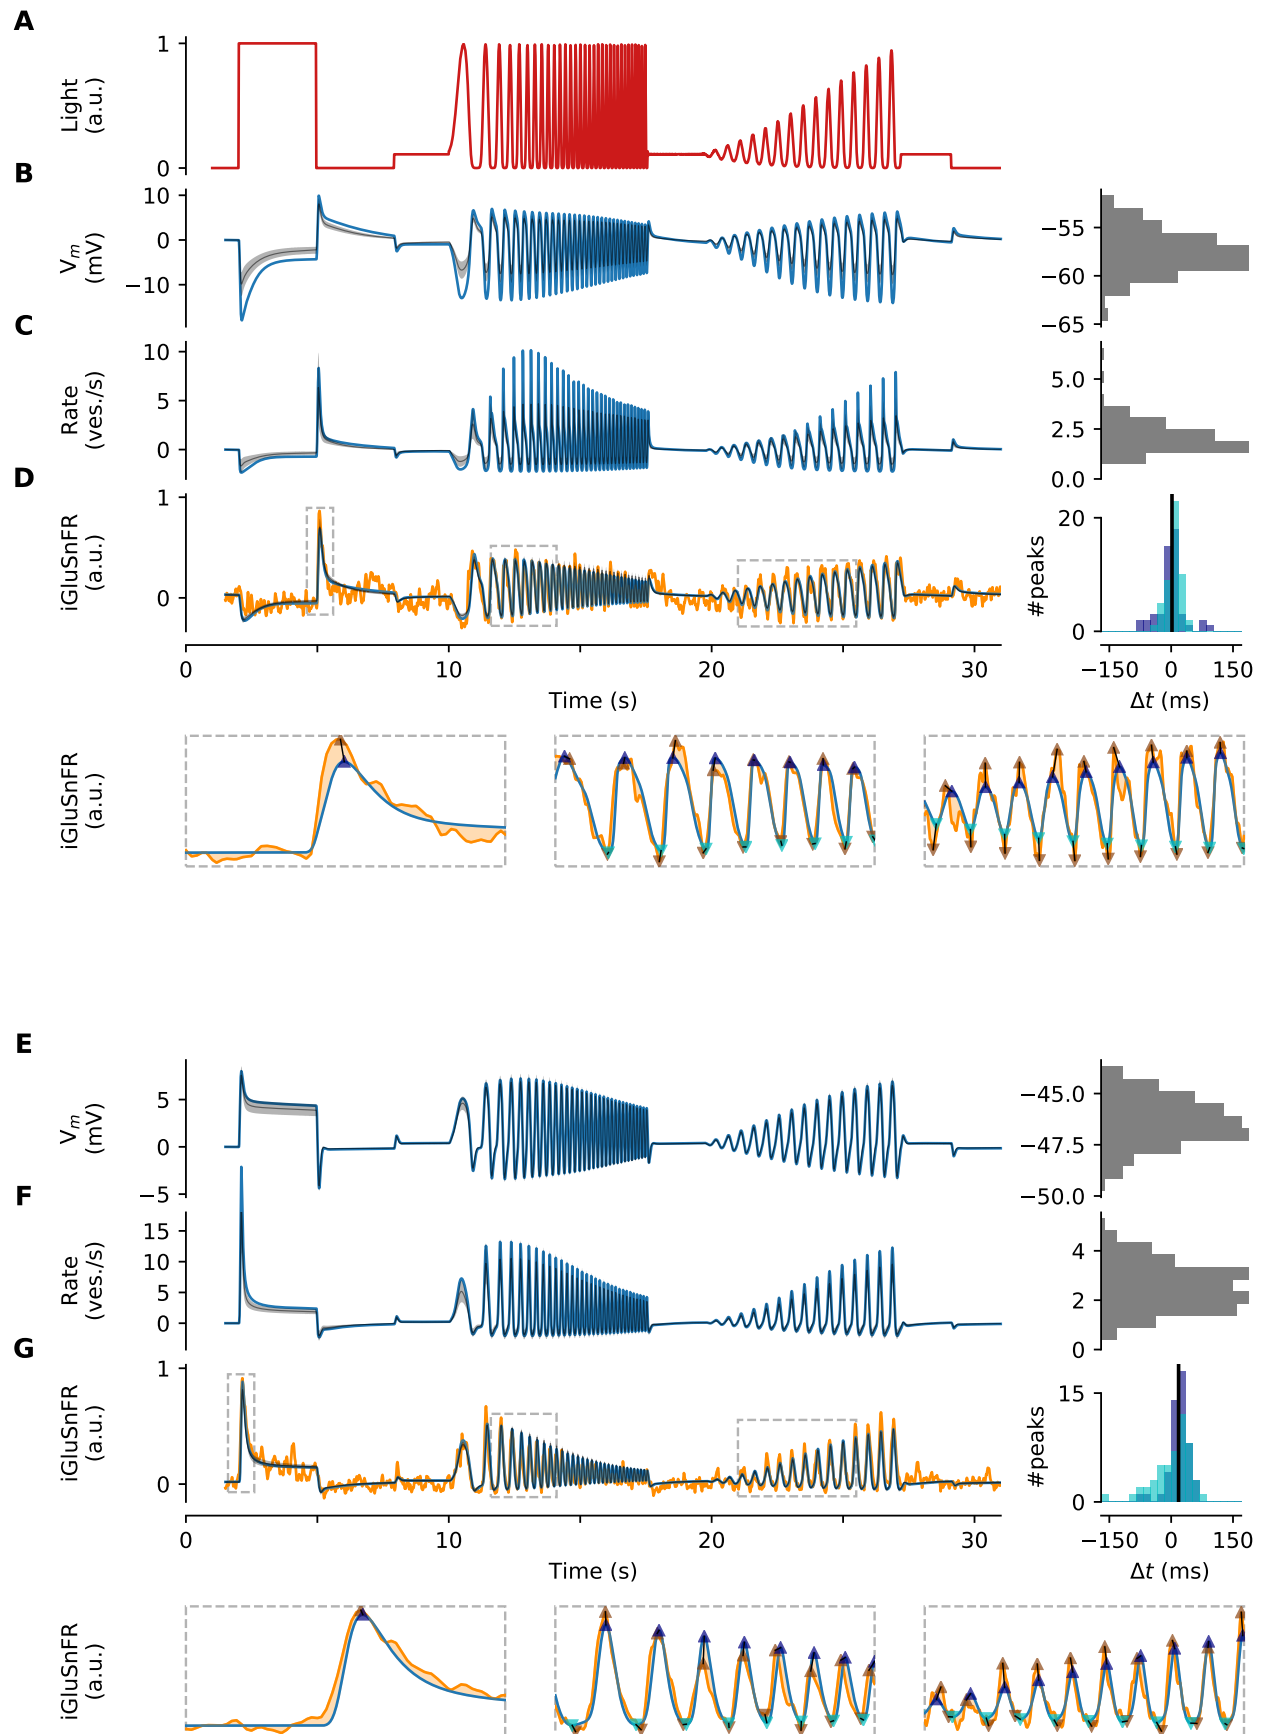 A
Light
(a.u.)
1
0
B
Vm
(mV)
10
0
−10
−55
−60
−65
C
Rate
(ves./s)
10
5
0
5.0
2.5
0.0
D
iGluSnFR
(a.u.)
1
0
#peaks
20
0
0
10
20
30
Time (s)
−150
0
150
Δt (ms)
iGluSnFR
(a.u.)
E
Vm
(mV)
5
0
−5
−45.0
−47.5
−50.0
F
Rate
(ves./s)
15
10
5
0
4
2
0
G
iGluSnFR
(a.u.)
1
0
#peaks
15
0
0
10
20
30
Time (s)
−150
0
150
Δt (ms)
iGluSnFR
(a.u.)